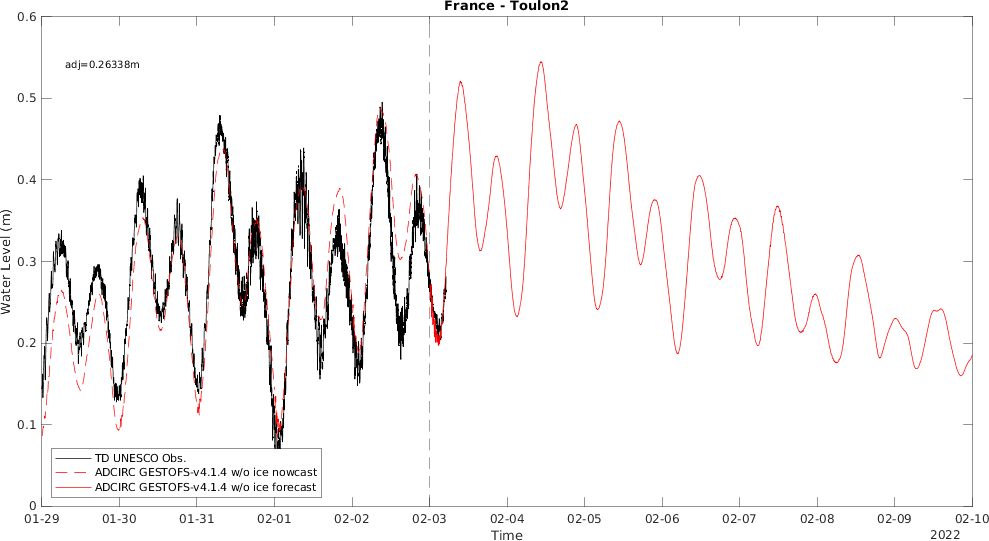 France - Toulon2
adj=0.26338m
Water Level (m)
0.6
0.5
0.4
0.3
0.2
0.1
0
TD UNESCO Obs.
ADCIRC GESTOFS-v4.1.4 w/o ice nowcast
ADCIRC GESTOFS-v4.1.4 w/o ice forecast
01-29 01-30 01-31 02-01 02-02 02-03 02-04 02-05 02-06 02-07 02-08 02-09 02-10
Time
2022